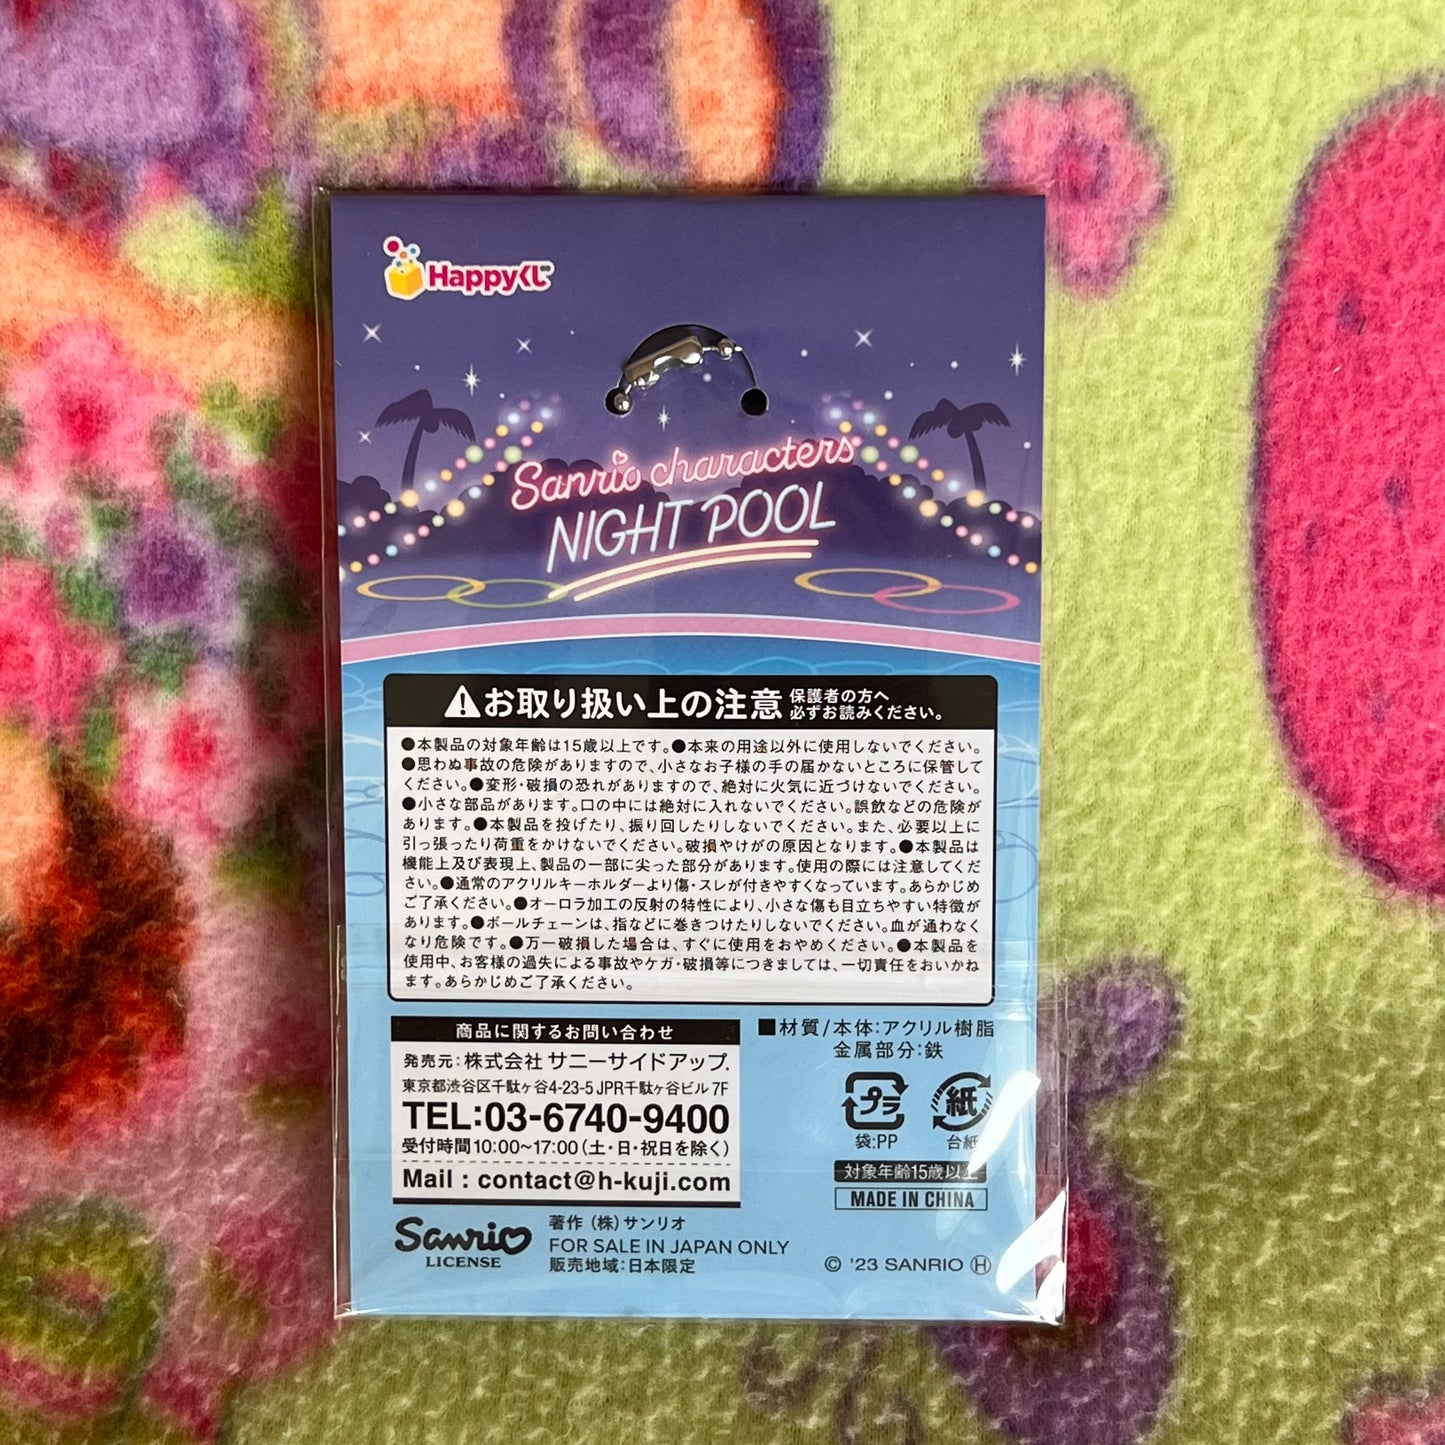 Happyくじ
Sanrio characters
NIGHT POOL
お取り扱い上の注意 保護者の方へ
必ずお読みください。
●本製品の対象年齢は15歳以上です。●本来の用途以外に使用しないでください。
●思わぬ事故の危険がありますので、小さなお子様の手の届かないところに保管して
ください。●変形・破損の恐れがありますので、絶対に火気に近づけないでください。
●小さな部品があります。口の中には絶対に入れないでください。誤飲などの危険が
あります。●本製品を投げたり、振り回したりしないでください。また、必要以上に
引っ張ったり荷重をかけないでください。破損やけがの原因となります。●本製品は
機能上及び表現上、製品の一部に尖った部分があります。使用の際には注意してくだ
さい。●通常のアクリルキーホルダーより傷・スレが付きやすくなっています。あらかじめ
ご了承ください。●オーロラ加工の反射の特性により、小さな傷も目立ちやすい特徴が
あります。●ボールチェーンは、指などに巻きつけたりしないでください。血が通わなく
なり危険です。●万一破損した場合は、すぐに使用をおやめください。●本製品を
使用中、お客様の過失による事故やケガ・破損等につきましては、一切責任をおいかね
ます。あらかじめご了承ください。
商品に関するお問い合わせ
発売元：株式会社 サニーサイドアップ
東京都渋谷区千駄ヶ谷4-23-5 JPR千駄ヶ谷ビル 7F
TEL:03-6740-9400
受付時間10:00～17:00（土・日・祝日を除く）
Mail : contact@h-kuji.com
■材質/本体：アクリル樹脂
金属部分：鉄
プラ
袋:PP
紙
台紙
対象年齢15歳以上
MADE IN CHINA
Sanrio
LICENSE
著作（株）サンリオ
FOR SALE IN JAPAN ONLY
販売地域：日本限定
© '23 SANRIO Ⓗ